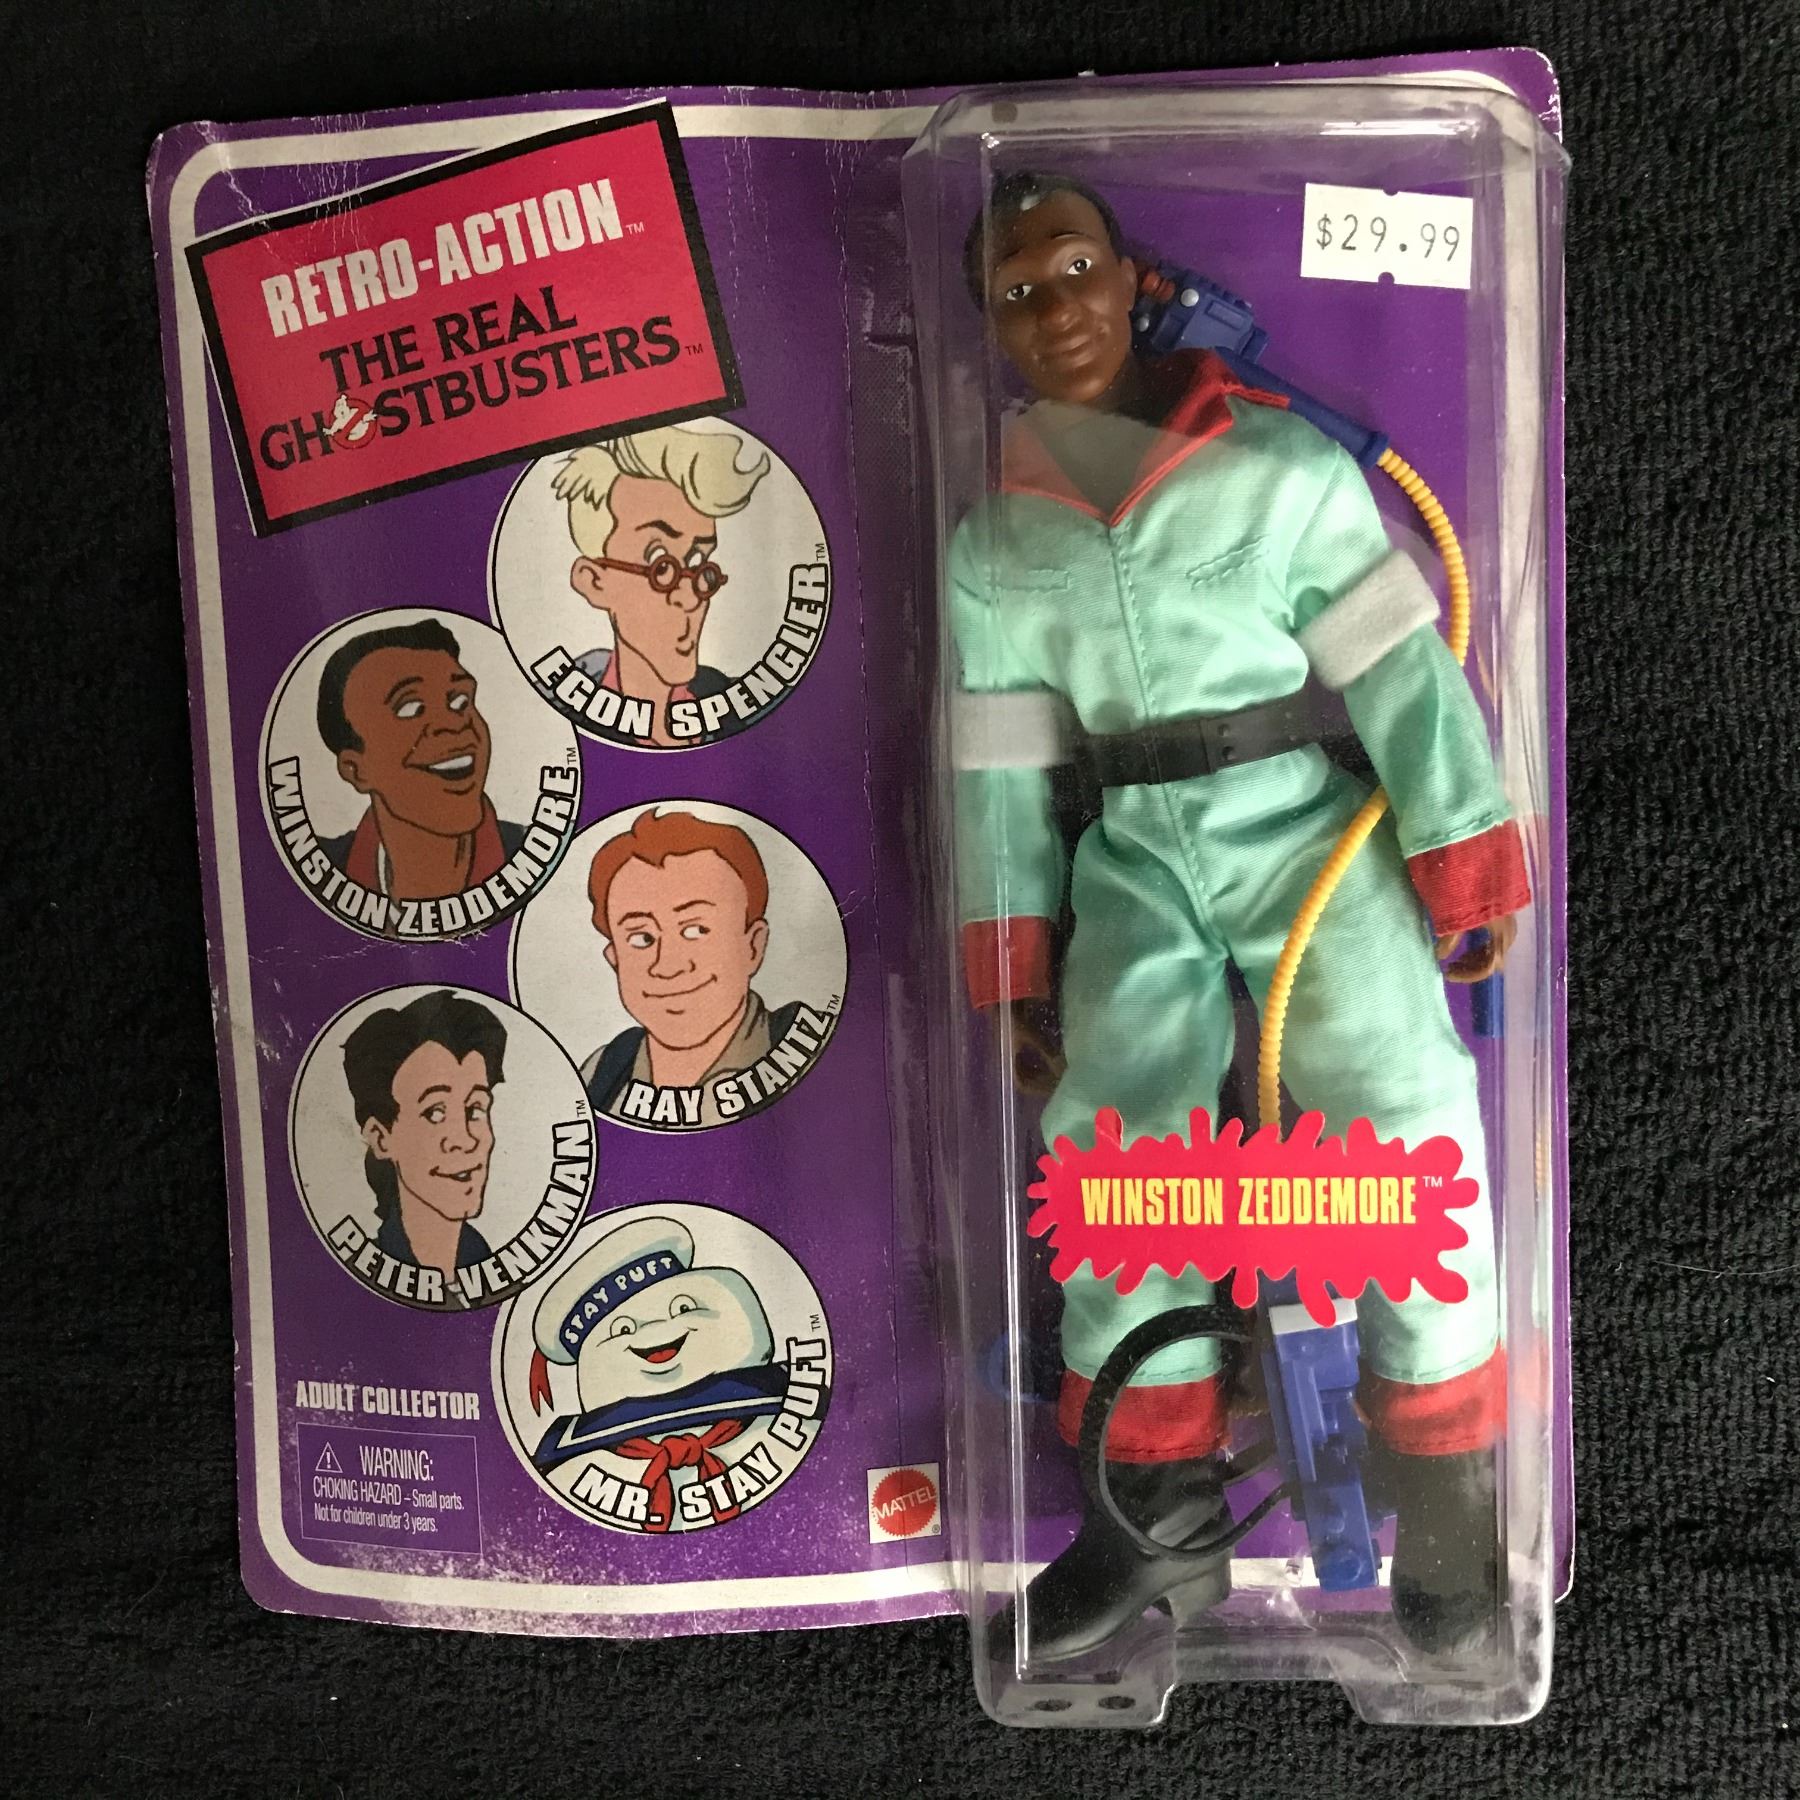 RETRO-ACTION™
THE REAL
GHOSTBUSTERS™
$29.99
EGON SPENGLER™
WINSTON ZEDDEMORE™
RAY STANTZ™
PETER VENKMAN™
STAY PUFT
MR. STAY PUFT™
WINSTON ZEDDEMORE™
ADULT COLLECTOR
WARNING:
CHOKING HAZARD – Small parts.
Not for children under 3 years.
MATTEL®